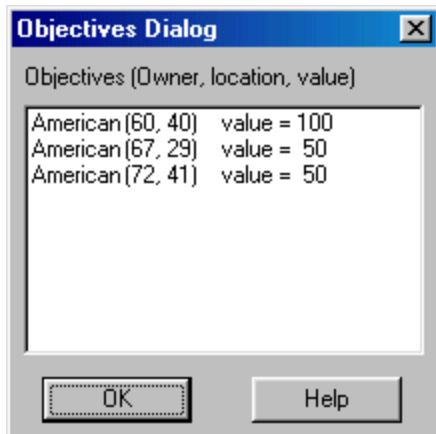 Objectives Dialog
Objectives (Owner, location, value)
American (60, 40) value = 100
American (67, 29) value = 50
American (72, 41) value = 50
OK Help